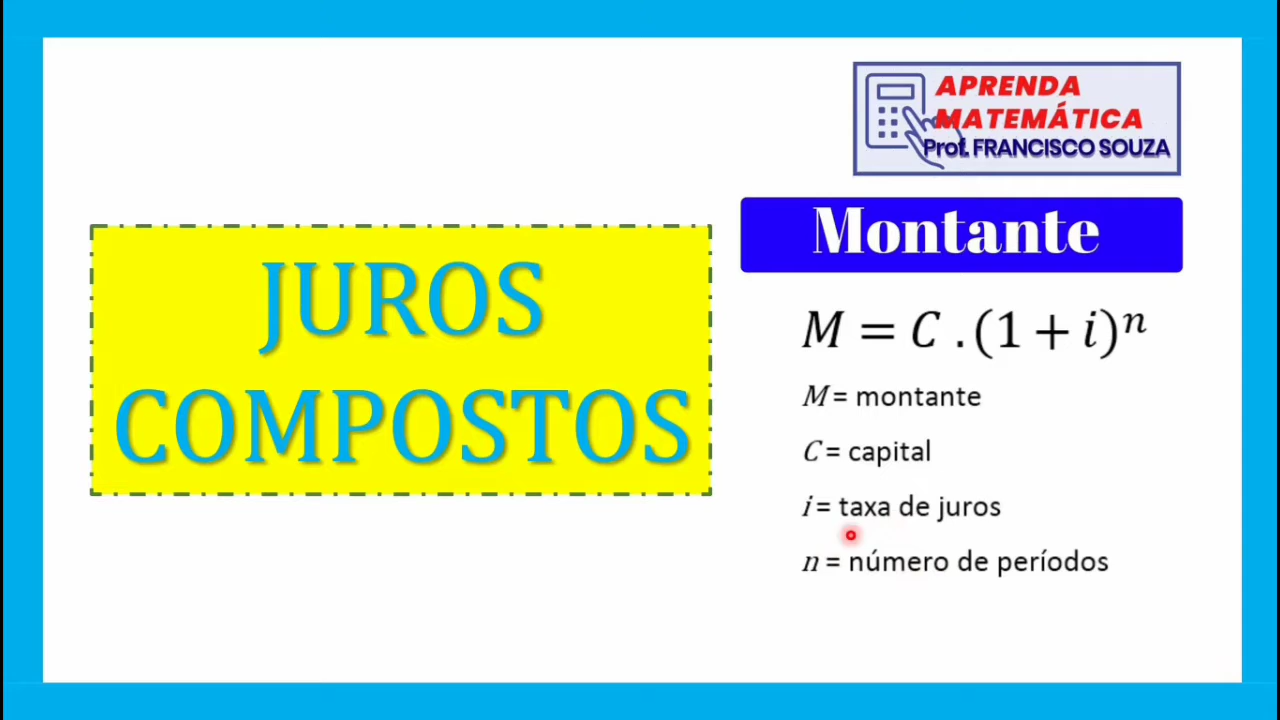 APRENDA
MATEMÁTICA
Prof. FRANCISCO SOUZA
JUROS
COMPOSTOS
Montante
M = C .(1 + i)ⁿ
M = montante
C = capital
i = taxa de juros
n = número de períodos